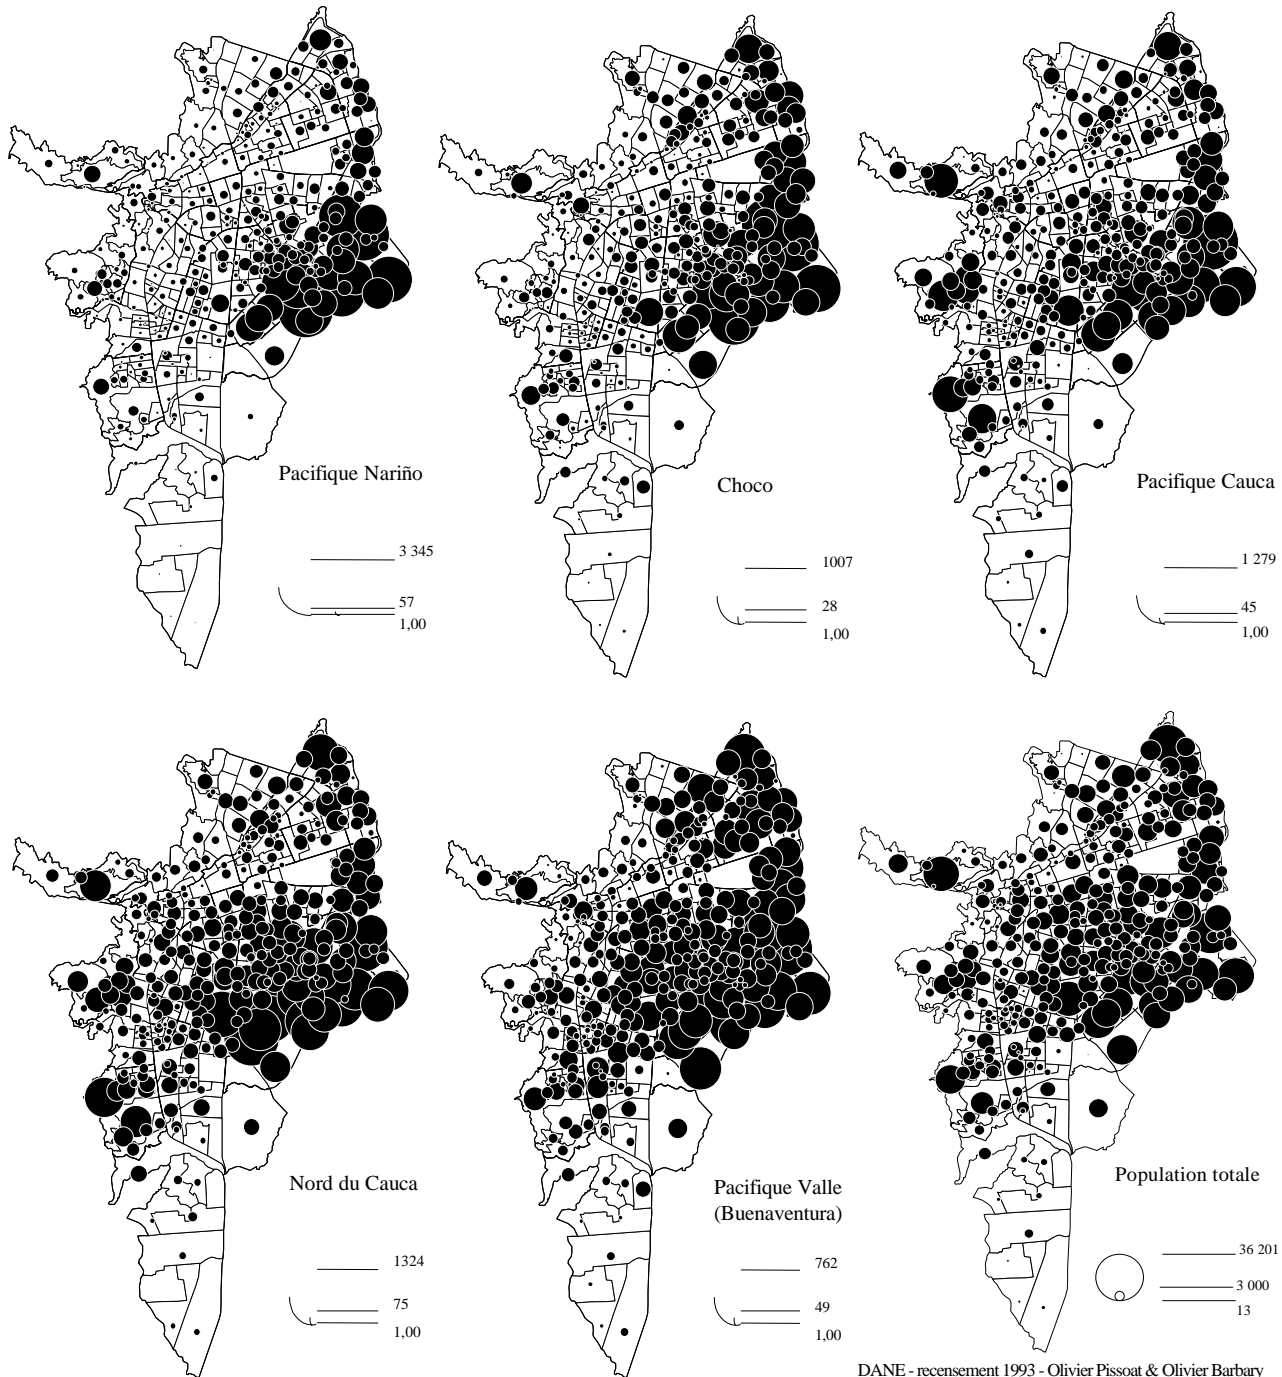 Pacifique Nariño
3 345
57
1,00
Choco
1007
28
1,00
Pacifique Cauca
1 279
45
1,00
Nord du Cauca
1324
75
1,00
Pacifique Valle
(Buenaventura)
762
49
1,00
Population totale
36 201
3 000
13
DANE - recensement 1993 - Olivier Pissoat & Olivier Barbary